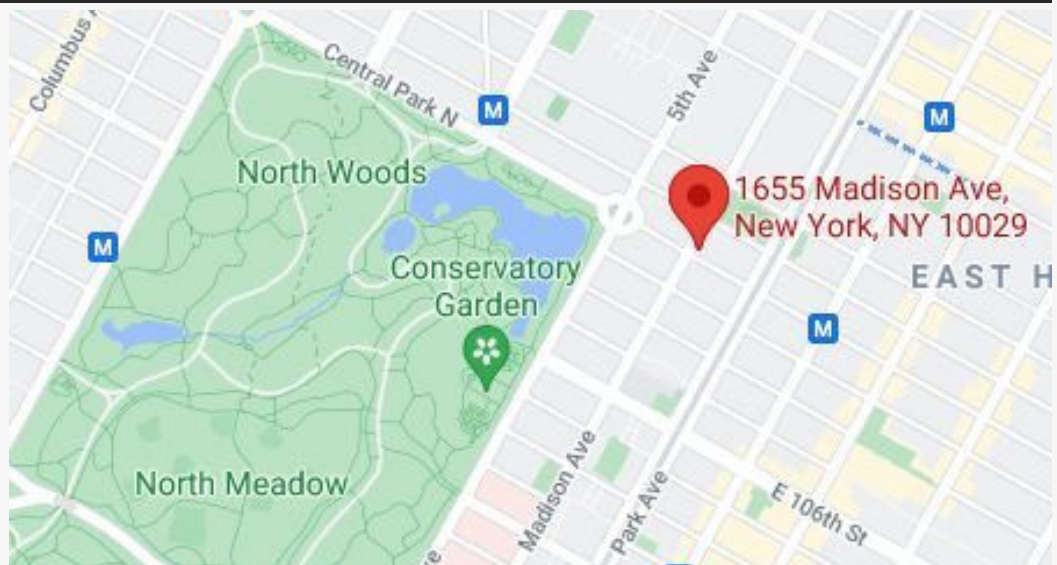 Columbus
Central Park N
M
5th Ave
M
North Woods
1655 Madison Ave,
New York, NY 10029
M
Conservatory
Garden
EAST H
M
North Meadow
Madison Ave
Park Ave
E 106th St